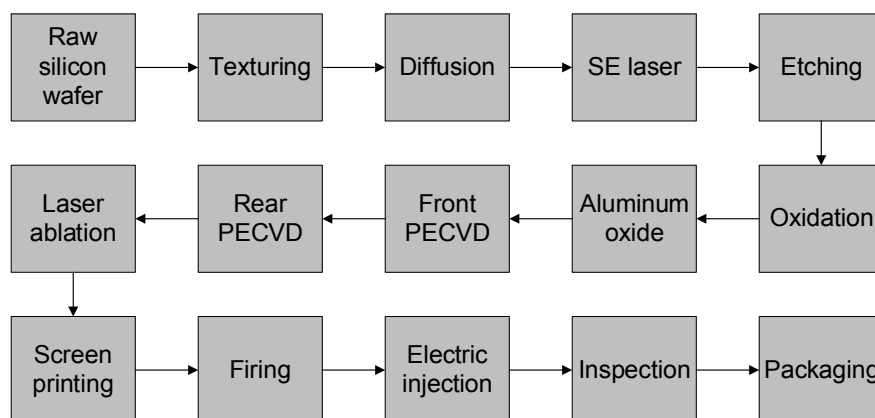 Raw
silicon
wafer
Texturing
Diffusion
SE laser
Etching
Laser
ablation
Rear
PECVD
Front
PECVD
Aluminum
oxide
Oxidation
Screen
printing
Firing
Electric
injection
Inspection
Packaging